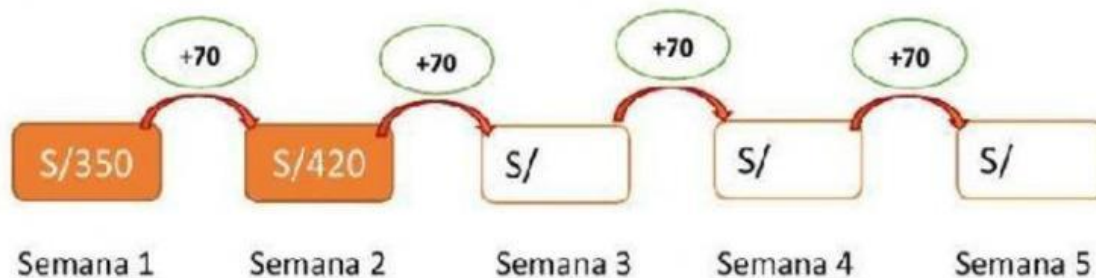 +70 +70 +70 +70
S/350 S/420 S/ S/ S/
Semana 1 Semana 2 Semana 3 Semana 4 Semana 5